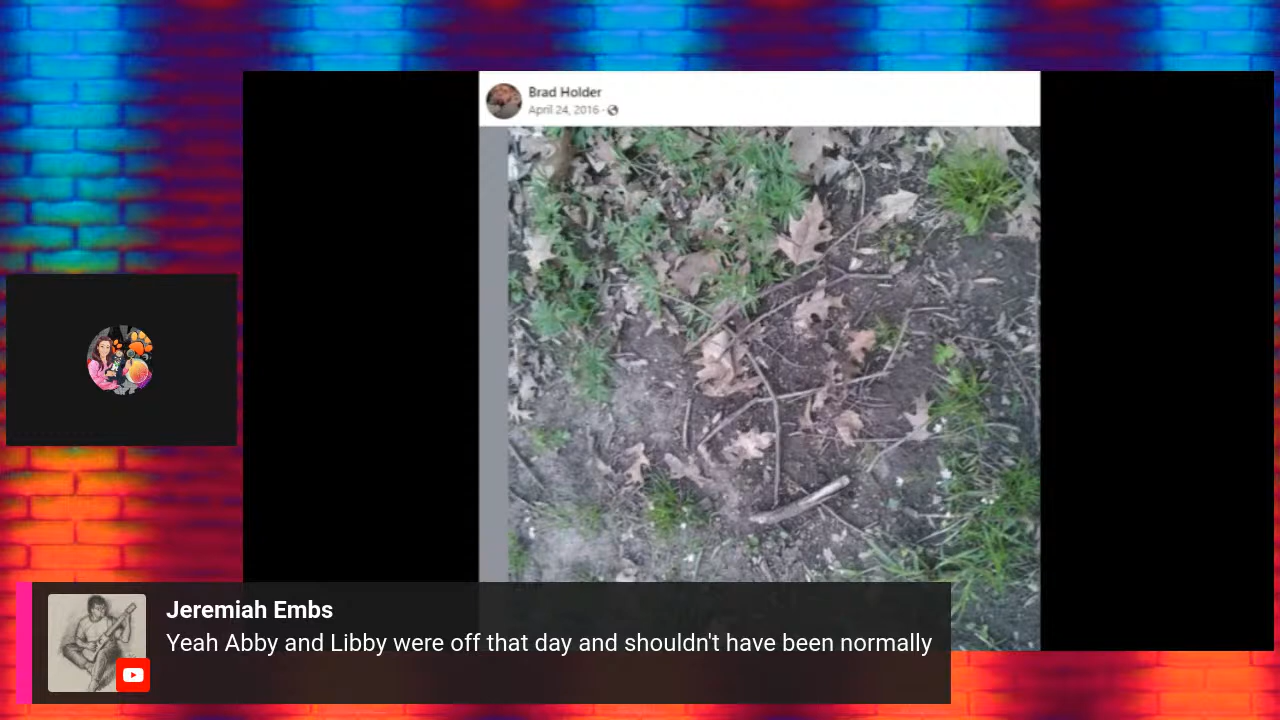 Brad Holder
April 24, 2016 ·
Jeremiah Embs
Yeah Abby and Libby were off that day and shouldn't have been normally